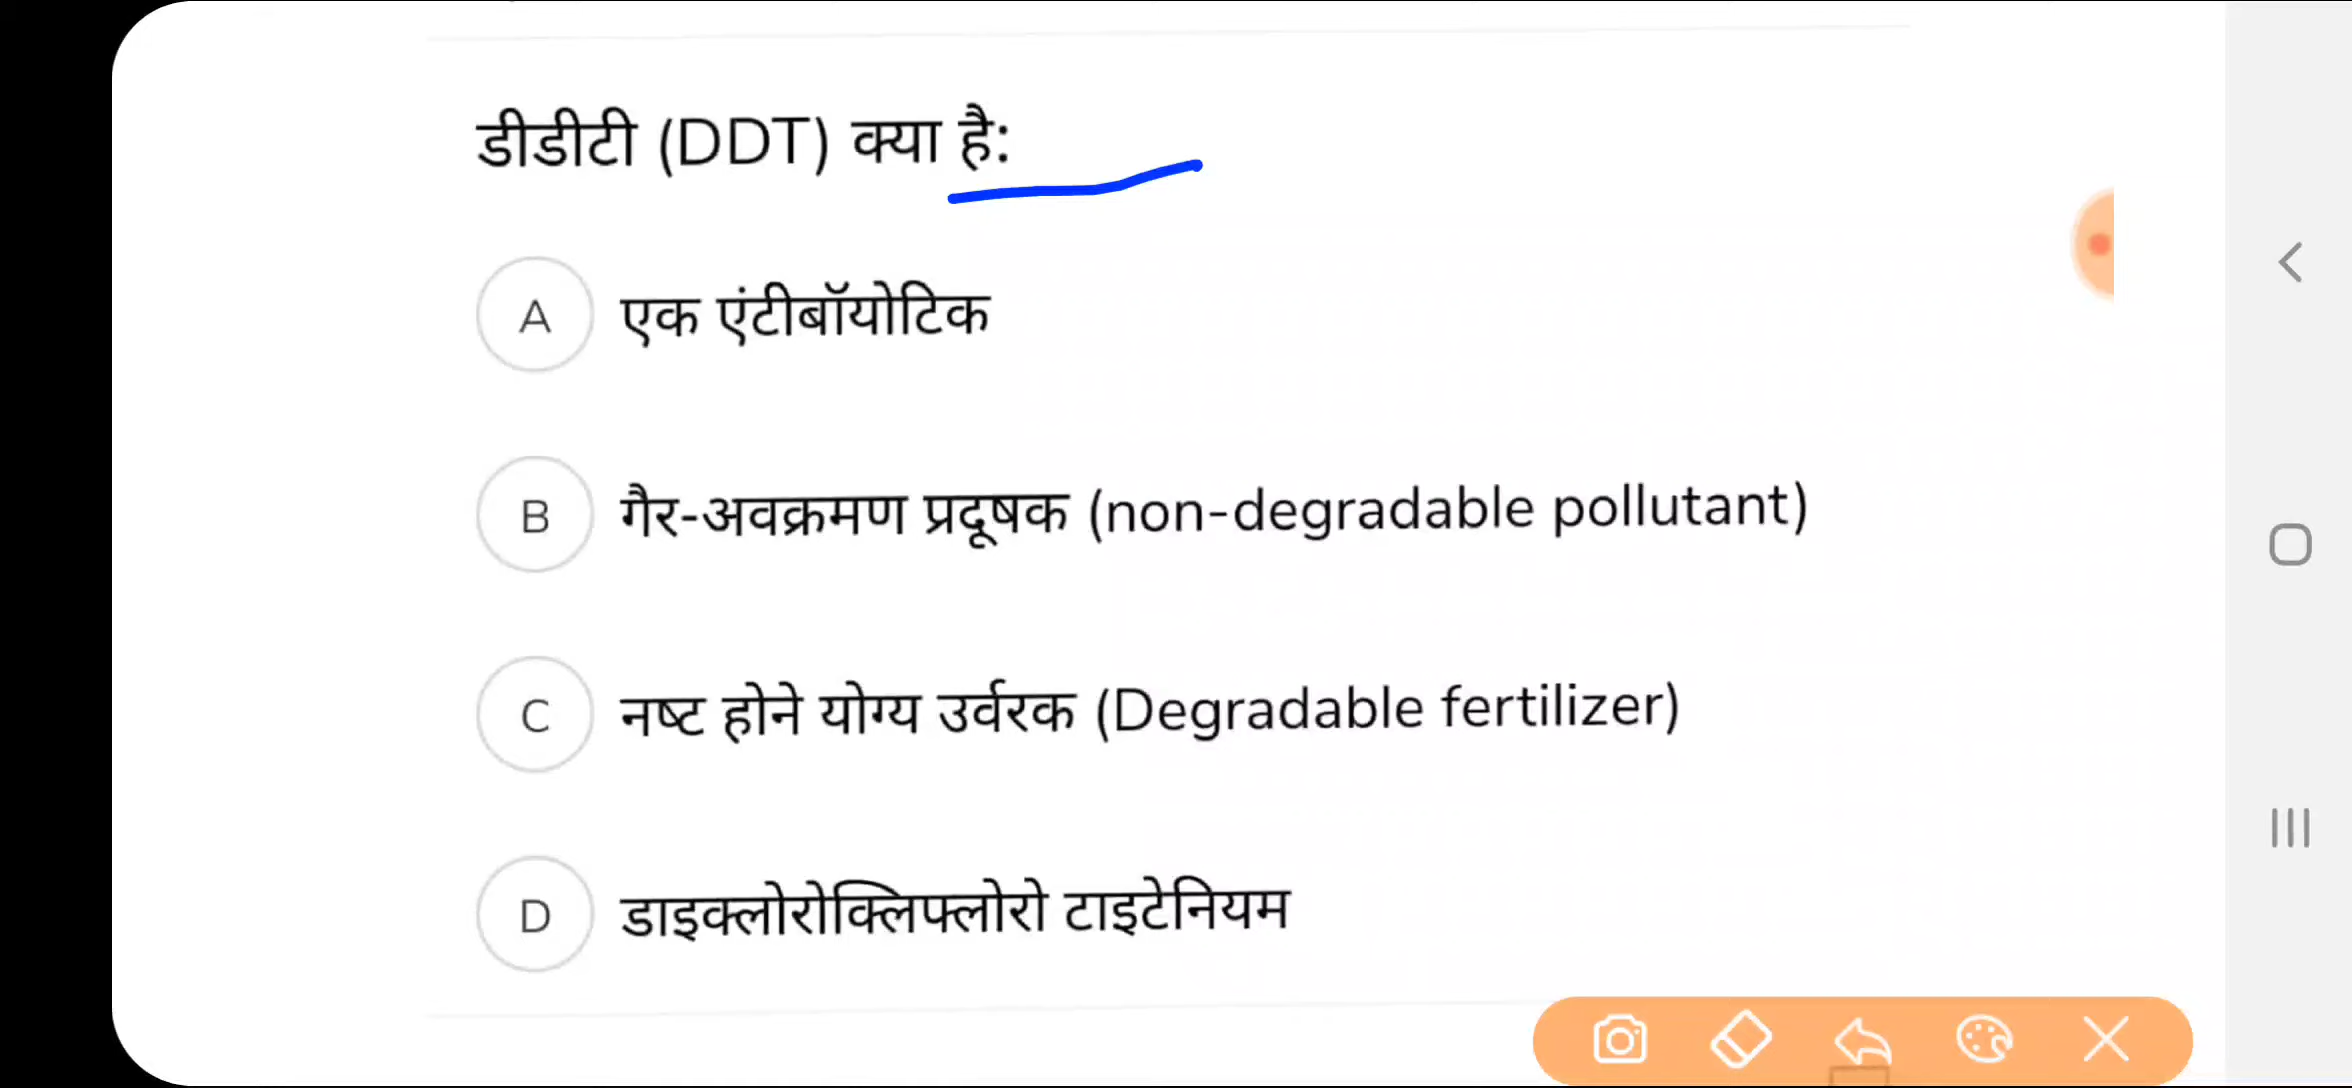 डीडीटी (DDT) क्या है:
A एक एंटीबॉयोटिक
B गैर-अवक्रमण प्रदूषक (non-degradable pollutant)
C नष्ट होने योग्य उर्वरक (Degradable fertilizer)
D डाइक्लोरोक्लिफ्लोरो टाइटेनियम